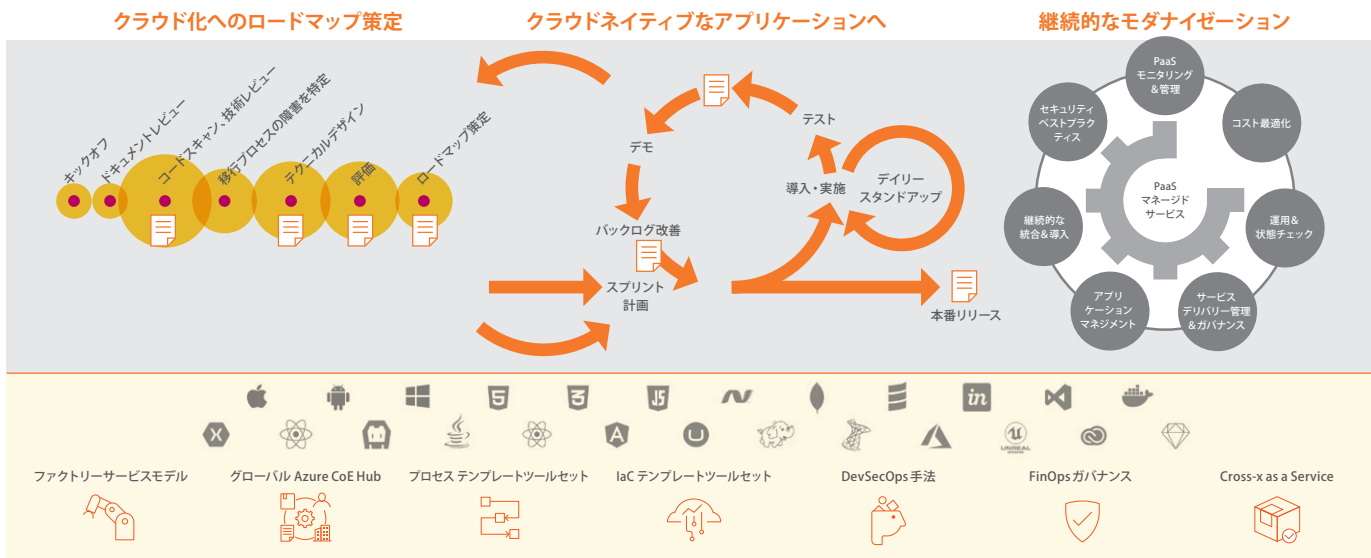 クラウド化へのロードマップ策定
クラウドネイティブなアプリケーションへ
継続的なモダナイゼーション
キックオフ
ドキュメントレビュー
コードスキャン、技術レビュー
移行プロセスの障害を特定
テクニカルデザイン
評価
ロードマップ策定
テスト
デモ
導入・実施
デイリー
スタンドアップ
バックログ改善
スプリント
計画
本番リリース
PaaS
モニタリング
&管理
セキュリティ
ベストプラク
ティス
コスト最適化
PaaS
マネージド
サービス
継続的な
統合&導入
運用&
状態チェック
アプリ
ケーション
マネジメント
サービス
デリバリー管理
&ガバナンス
5
3
JS
in
X
A
U
UNREAL
ファクトリーサービスモデル
グローバル Azure CoE Hub
プロセス テンプレートツールセット
IaC テンプレートツールセット
DevSecOps 手法
FinOps ガバナンス
Cross-x as a Service